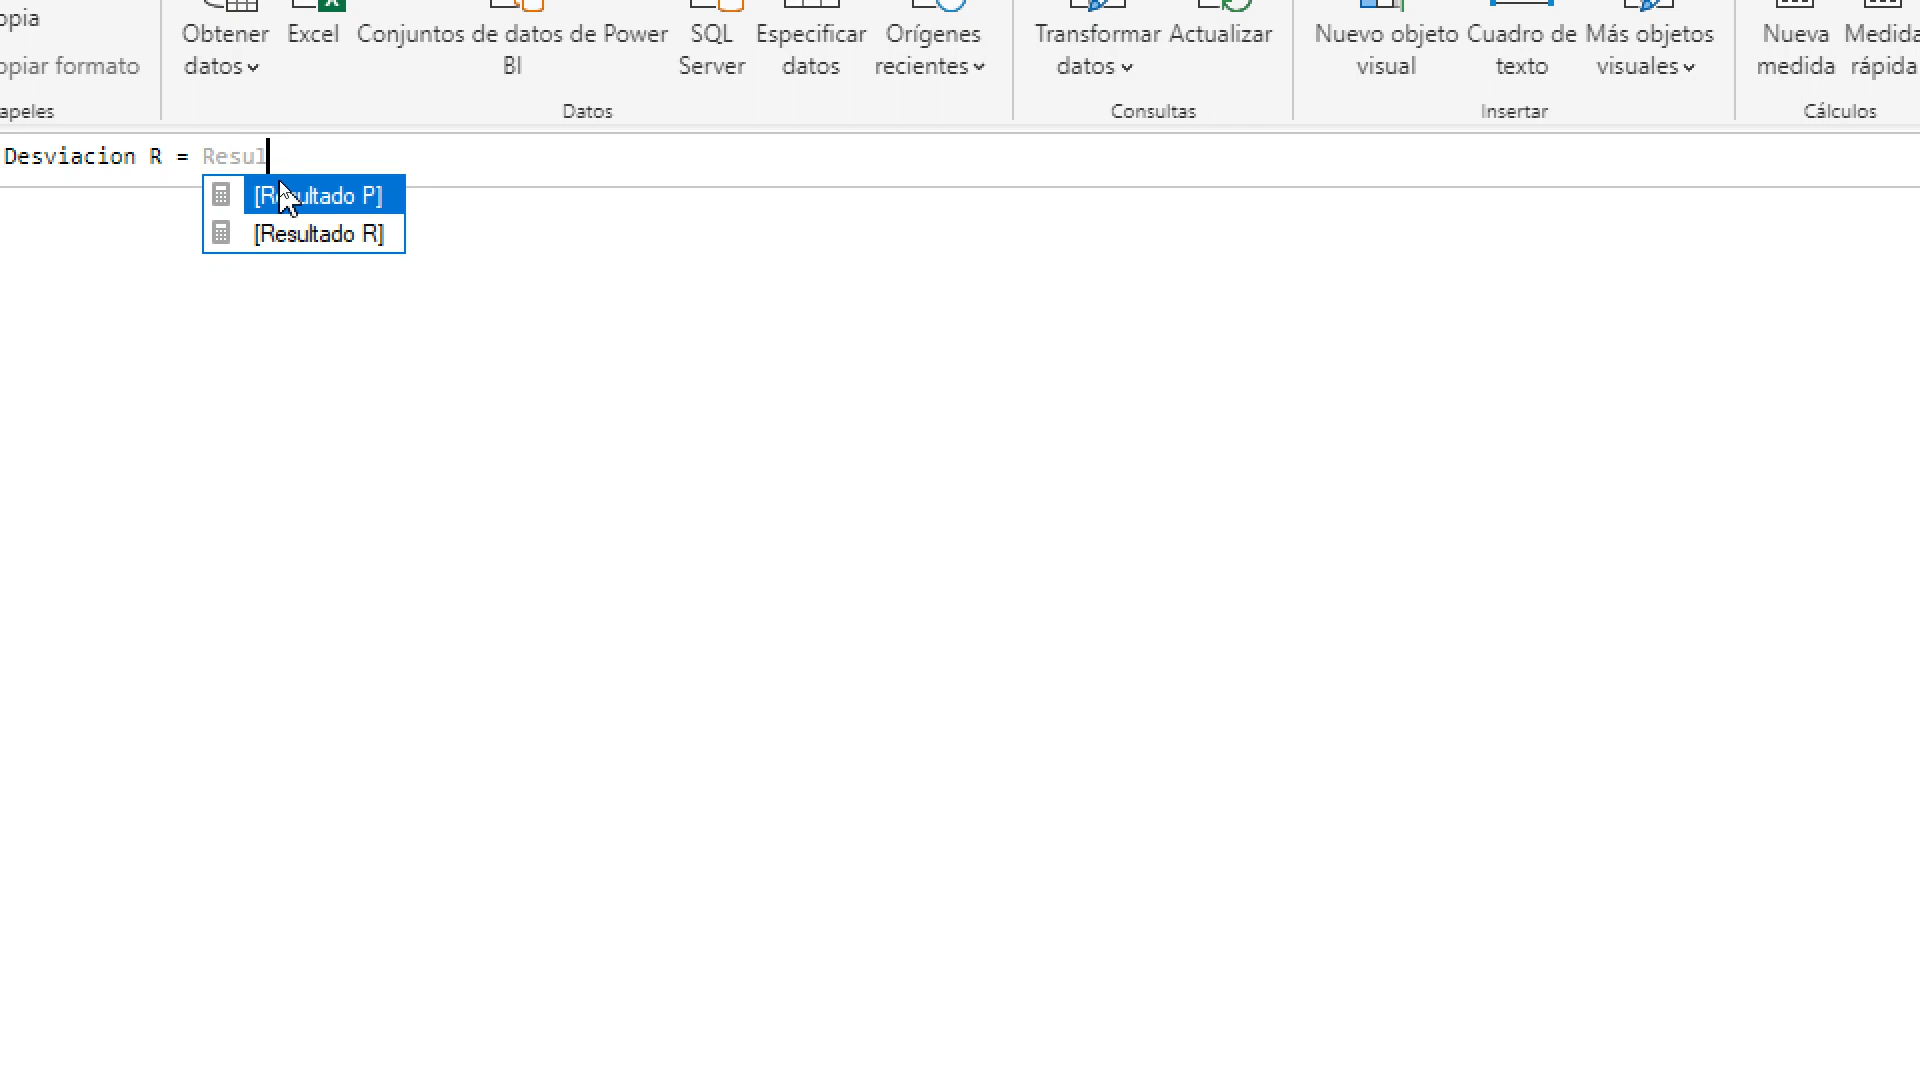 opia
opiar formato
apeles
Obtener datos
Excel
Conjuntos de datos de Power BI
SQL Server
Especificar datos
Orígenes recientes
Datos
Transformar datos
Actualizar
Consultas
Nuevo objeto visual
Cuadro de texto
Más objetos visuales
Insertar
Nueva medida
Medida rápida
Cálculos
Desviacion R = Resul
[Resultado P]
[Resultado R]